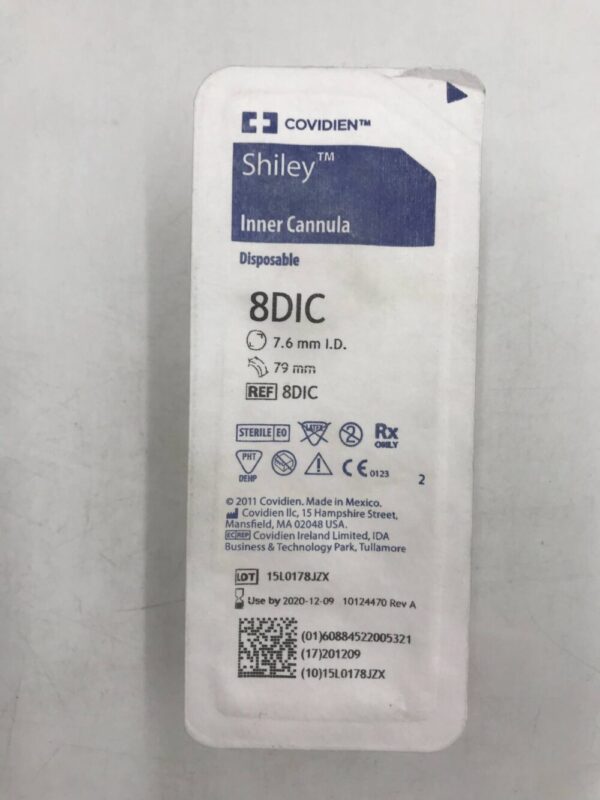 COVIDIEN™
Shiley™
Inner Cannula
Disposable
8DIC
7.6 mm I.D.
79 mm
REF 8DIC
STERILE EO LATEX 2 Rx ONLY
PHT DEHP CE 0123 2
© 2011 Covidien. Made in Mexico.
Covidien llc, 15 Hampshire Street,
Mansfield, MA 02048 USA.
EC REP Covidien Ireland Limited, IDA
Business & Technology Park, Tullamore
LOT 15L0178JZX
Use by 2020-12-09 10124470 Rev A
(01)60884522005321
(17)201209
(10)15L0178JZX